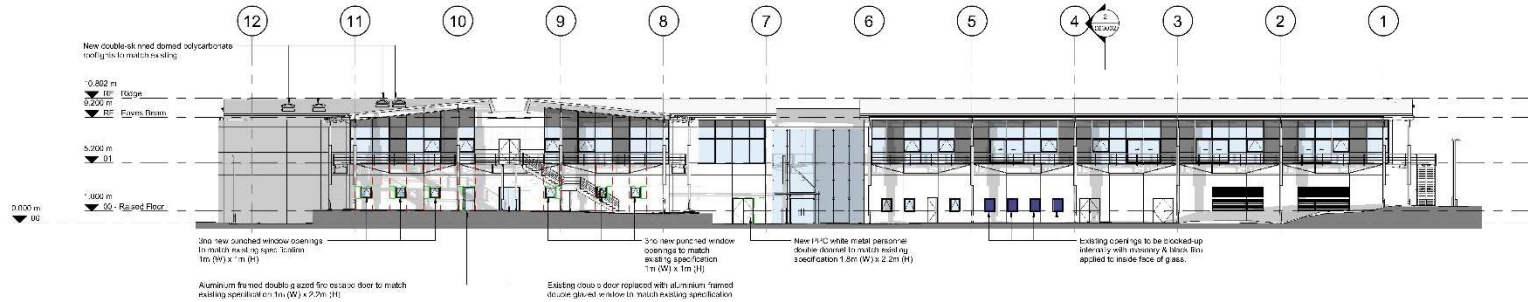 12 11 10 9 8 7 6 5 4 3 2 1
2
New double-skinned domed polycarbonate
rooflights to match existing
10.802 m
RF - Ridge
9.200 m
RF - Eaves Beam
5.200 m
01
1.000 m
00 - Raised Floor
0.000 m
00
3no new punched window openings
to match existing specification
1m (W) x 1m (H)
3no new punched window
openings to match
existing specification
1m (W) x 1m (H)
New PPC white metal personnel
double doorset to match existing
specification 1.8m (W) x 2.2m (H)
Existing openings to be blocked-up
internally with masonry & black film
applied to inside face of glass.
Aluminium framed double glazed fire escape door to match
existing specification 1m (W) x 2.2m (H)
Existing double door replaced with aluminium framed
double glazed window to match existing specification